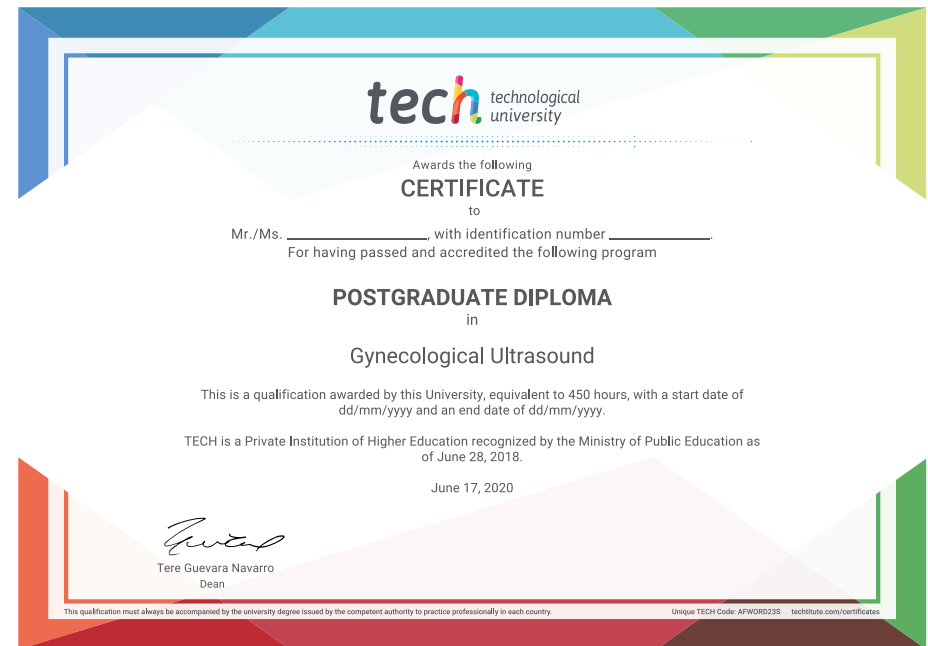 tech technological
university
Awards the following
CERTIFICATE
to
Mr./Ms. ____________________, with identification number ______________.
For having passed and accredited the following program
POSTGRADUATE DIPLOMA
in
Gynecological Ultrasound
This is a qualification awarded by this University, equivalent to 450 hours, with a start date of
dd/mm/yyyy and an end date of dd/mm/yyyy.
TECH is a Private Institution of Higher Education recognized by the Ministry of Public Education as
of June 28, 2018.
June 17, 2020
Tere Guevara Navarro
Dean
This qualification must always be accompanied by the university degree issued by the competent authority to practice professionally in each country.
Unique TECH Code: AFWORD23S techtitute.com/certificates